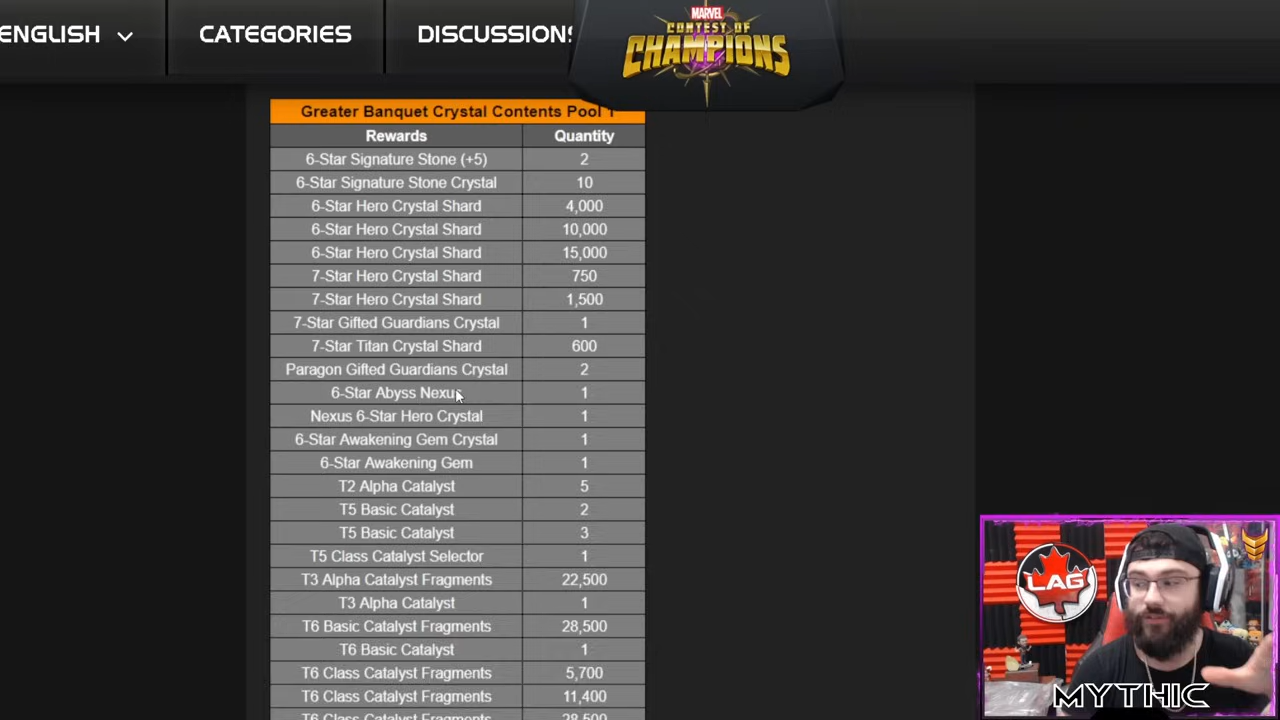 ENGLISH
CATEGORIES
DISCUSSIONS
MARVEL
CONTEST OF
CHAMPIONS
Greater Banquet Crystal Contents Pool 1
Rewards Quantity
6-Star Signature Stone (+5) 2
6-Star Signature Stone Crystal 10
6-Star Hero Crystal Shard 4,000
6-Star Hero Crystal Shard 10,000
6-Star Hero Crystal Shard 15,000
7-Star Hero Crystal Shard 750
7-Star Hero Crystal Shard 1,500
7-Star Gifted Guardians Crystal 1
7-Star Titan Crystal Shard 600
Paragon Gifted Guardians Crystal 2
6-Star Abyss Nexus 1
Nexus 6-Star Hero Crystal 1
6-Star Awakening Gem Crystal 1
6-Star Awakening Gem 1
T2 Alpha Catalyst 5
T5 Basic Catalyst 2
T5 Basic Catalyst 3
T5 Class Catalyst Selector 1
T3 Alpha Catalyst Fragments 22,500
T3 Alpha Catalyst 1
T6 Basic Catalyst Fragments 28,500
T6 Basic Catalyst 1
T6 Class Catalyst Fragments 5,700
T6 Class Catalyst Fragments 11,400
T6 Class Catalyst Fragments 28,500
LAG
MYTHIC